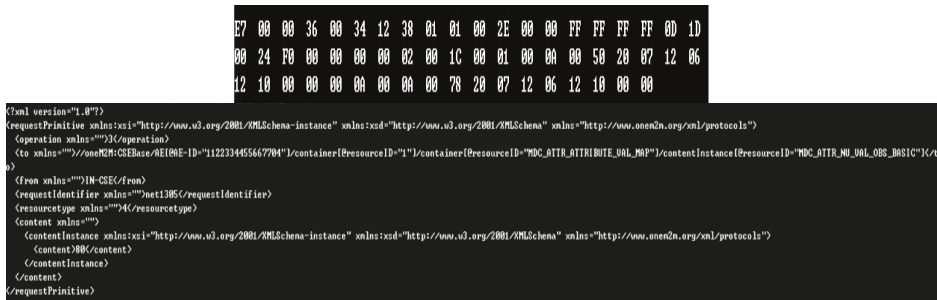 E7 00 00 36 00 34 12 38 01 01 00 2E 00 00 FF FF FF FF 0D 1D
00 24 F0 00 00 00 00 02 00 1C 00 01 00 0A 00 50 20 07 12 06
12 10 00 00 00 0A 00 0A 00 78 20 07 12 06 12 10 00 00
<?xml version="1.0"?>
<requestPrimitive xmlns:xsi="http://www.w3.org/2001/XMLSchema-instance" xmlns:xsd="http://www.w3.org/2001/XMLSchema" xmlns="http://www.onem2m.org/xml/protocols">
<operation xmlns="">3</operation>
<to xmlns="">//oneM2M:CSEBase/AE[@AE-ID="1122334455667704"]/container[@resourceID="1"]/container[@resourceID="MDC_ATTR_ATTRIBUTE_VAL_MAP"]/contentInstance[@resourceID="MDC_ATTR_NU_VAL_OBS_BASIC"]</t
o>
<from xmlns="">IN-CSE</from>
<requestIdentifier xmlns="">net1305</requestIdentifier>
<resourcetype xmlns="">4</resourcetype>
<content xmlns="">
<contentInstance xmlns:xsi="http://www.w3.org/2001/XMLSchema-instance" xmlns:xsd="http://www.w3.org/2001/XMLSchema" xmlns="http://www.onem2m.org/xml/protocols">
<content>80</content>
</contentInstance>
</content>
</requestPrimitive>